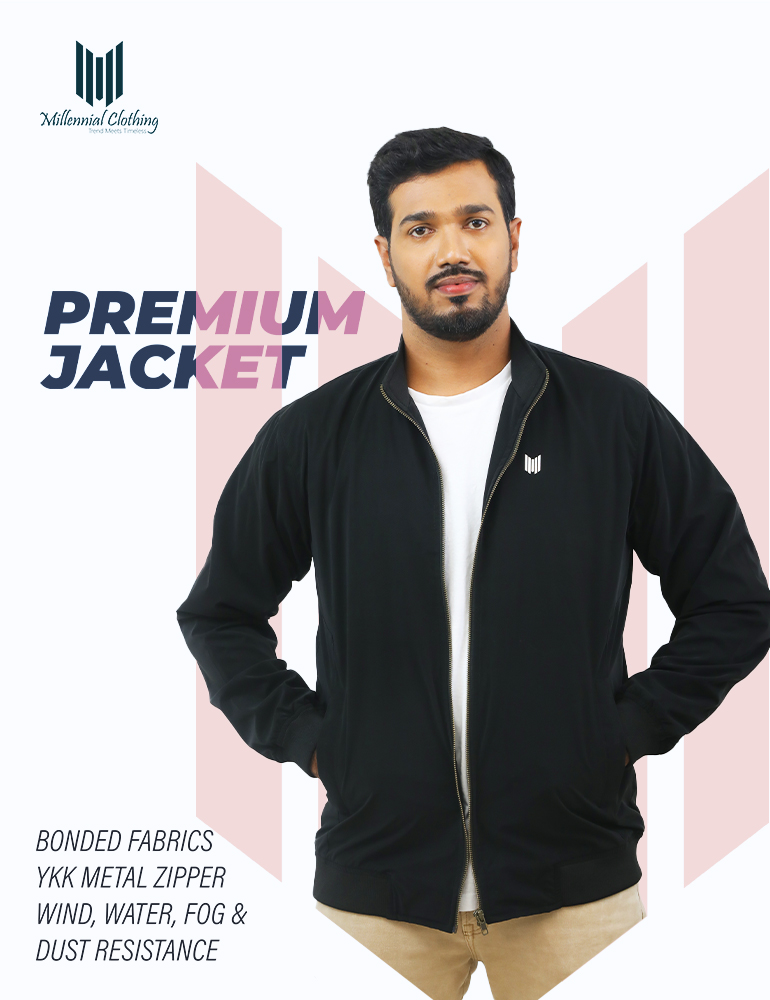 Millennial Clothing
Trend Meets Timeless
PREMIUM
JACKET
BONDED FABRICS
YKK METAL ZIPPER
WIND, WATER, FOG &
DUST RESISTANCE